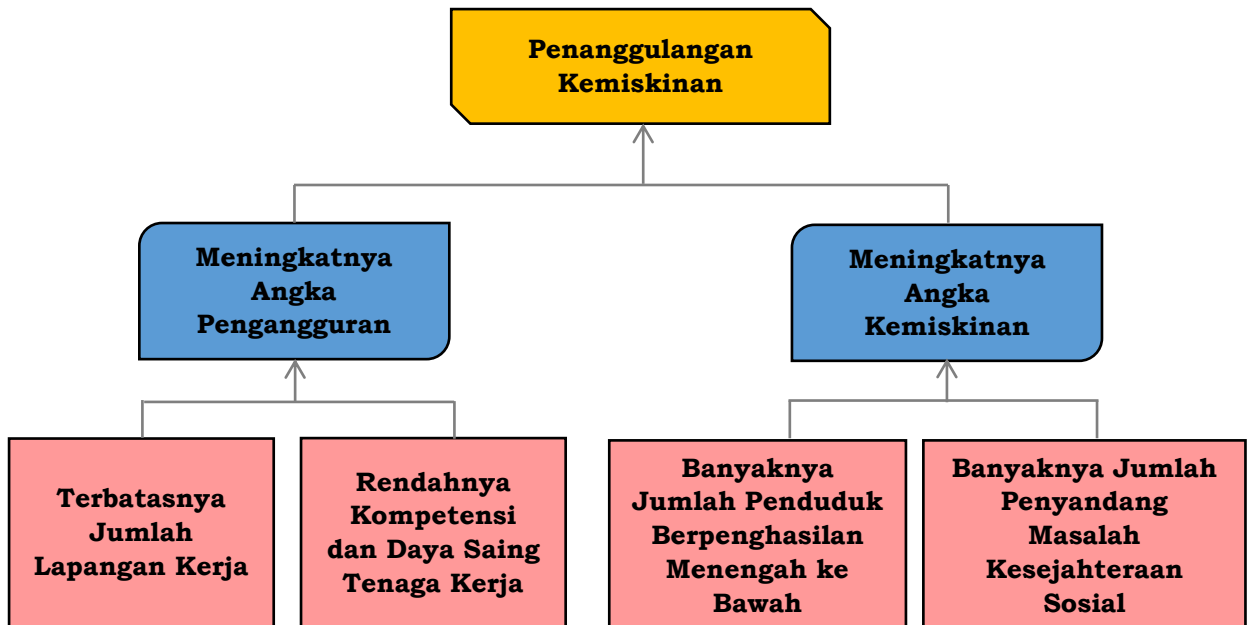 Penanggulangan
Kemiskinan
Meningkatnya
Angka
Pengangguran
Meningkatnya
Angka
Kemiskinan
Terbatasnya
Jumlah
Lapangan Kerja
Rendahnya
Kompetensi
dan Daya Saing
Tenaga Kerja
Banyaknya
Jumlah Penduduk
Berpenghasilan
Menengah ke
Bawah
Banyaknya Jumlah
Penyandang
Masalah
Kesejahteraan
Sosial